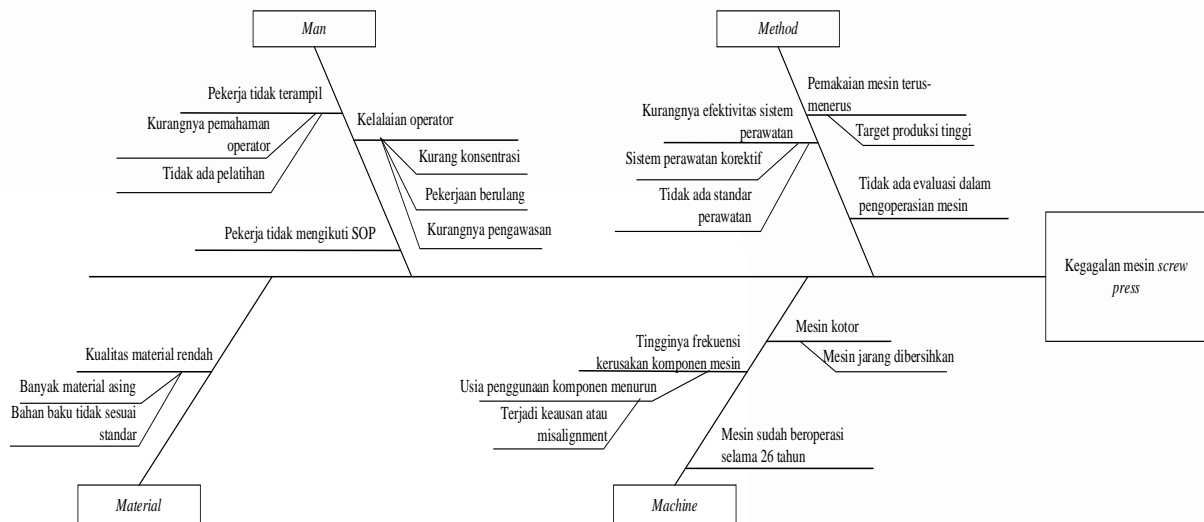 Man
Pekerja tidak terampil
Kurangnya pemahaman
operator
Tidak ada pelatihan
Kelalaian operator
Kurang konsentrasi
Pekerjaan berulang
Kurangnya pengawasan
Pekerja tidak mengikuti SOP
Method
Pemakaian mesin terus-
menerus
Target produksi tinggi
Kurangnya efektivitas sistem
perawatan
Sistem perawatan korektif
Tidak ada standar
perawatan
Tidak ada evaluasi dalam
pengoperasian mesin
Kegagalan mesin screw
press
Kualitas material rendah
Banyak material asing
Bahan baku tidak sesuai
standar
Material
Mesin kotor
Mesin jarang dibersihkan
Tingginya frekuensi
kerusakan komponen mesin
Usia penggunaan komponen menurun
Terjadi keausan atau
misalignment
Mesin sudah beroperasi
selama 26 tahun
Machine